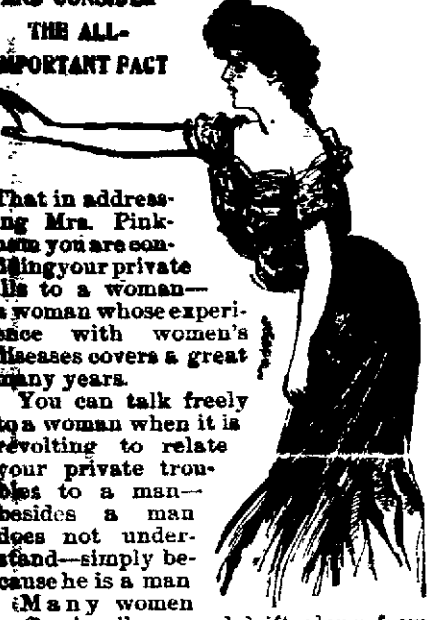 AND CONSIDER
THE ALL-
IMPORTANT FACT
That in address-
ing Mrs. Pink-
ham you are con-
fiding your private
ills to a woman—
a woman whose experi-
ence with women's
diseases covers a great
many years.
You can talk freely
to a woman when it is
revolting to relate
your private trou-
bles to a man—
besides a man
does not under-
stand—simply be-
cause he is a man
Many women